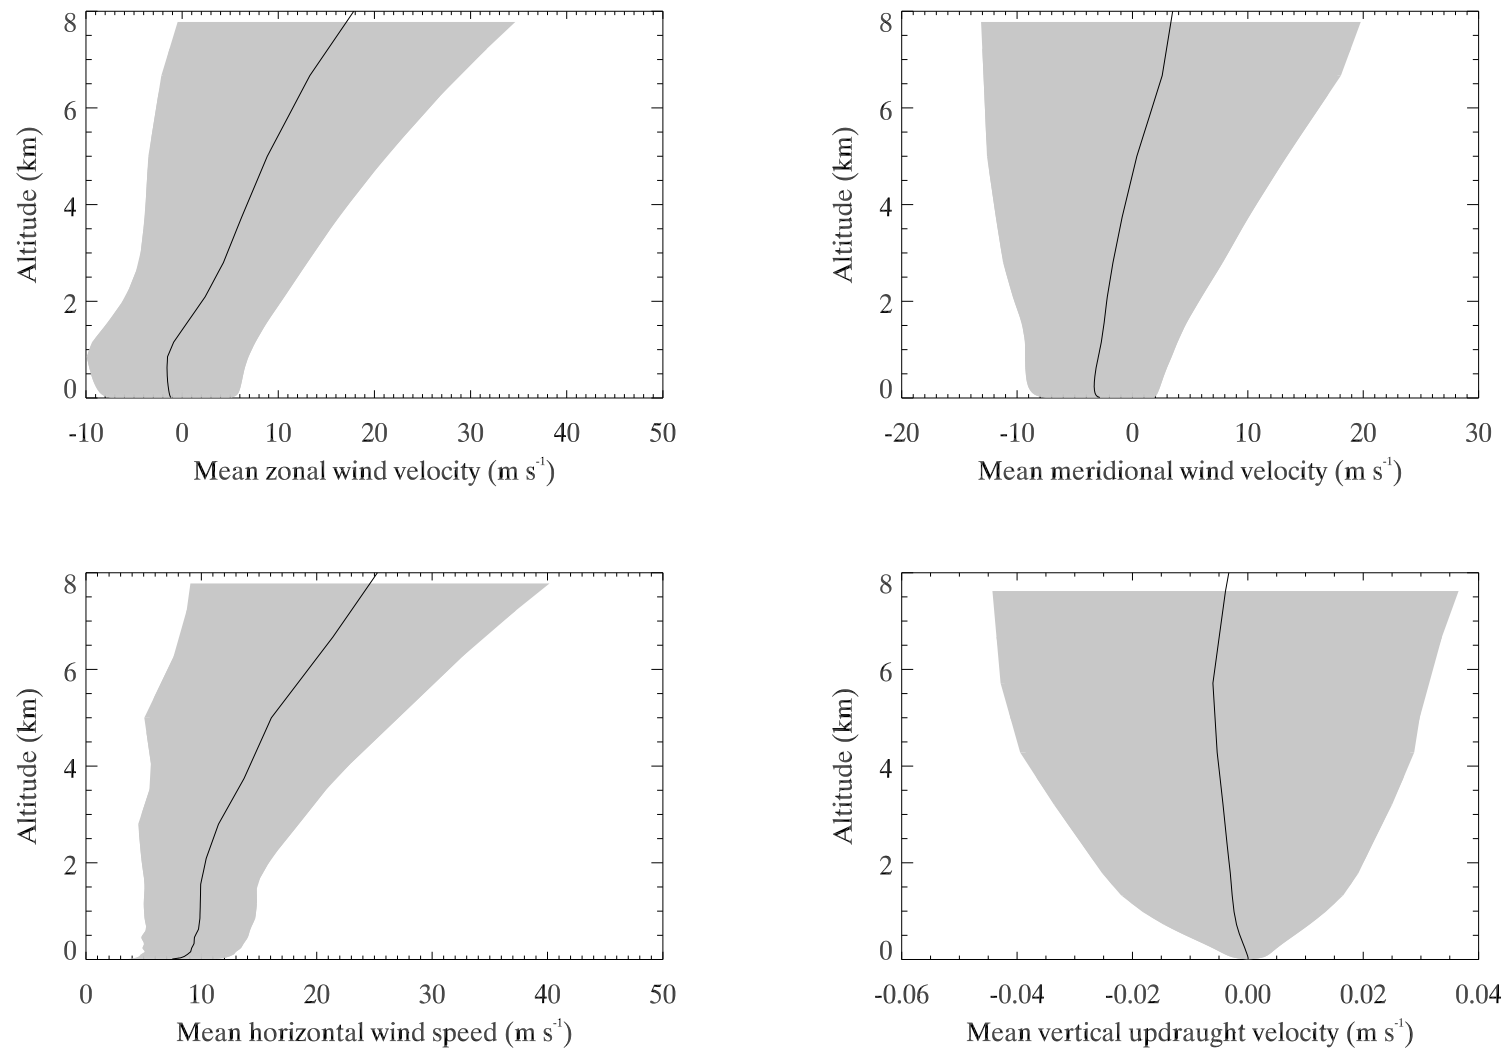 8
6
4
2
0
Altitude (km)
-10 0 10 20 30 40 50
Mean zonal wind velocity (m s⁻¹)
8
6
4
2
0
Altitude (km)
-20 -10 0 10 20 30
Mean meridional wind velocity (m s⁻¹)
8
6
4
2
0
Altitude (km)
0 10 20 30 40 50
Mean horizontal wind speed (m s⁻¹)
8
6
4
2
0
Altitude (km)
-0.06 -0.04 -0.02 0.00 0.02 0.04
Mean vertical updraught velocity (m s⁻¹)